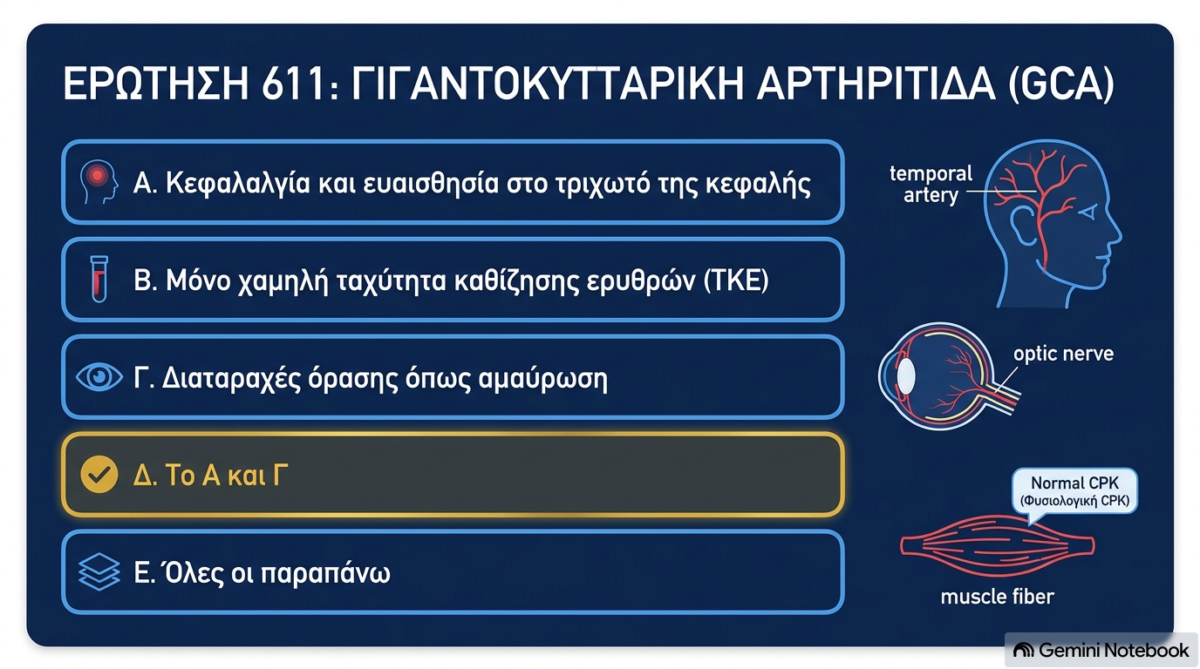 ΕΡΩΤΗΣΗ 611: ΓΙΓΑΝΤΟΚΥΤΤΑΡΙΚΗ ΑΡΤΗΡΙΤΙΔΑ (GCA)
Α. Κεφαλαλγία και ευαισθησία στο τριχωτό της κεφαλής
Β. Μόνο χαμηλή ταχύτητα καθίζησης ερυθρών (ΤΚΕ)
Γ. Διαταραχές όρασης όπως αμαύρωση
Δ. Το Α και Γ
Ε. Όλες οι παραπάνω
temporal
artery
optic nerve
Normal CPK
(Φυσιολογική CPK)
muscle fiber
Gemini Notebook